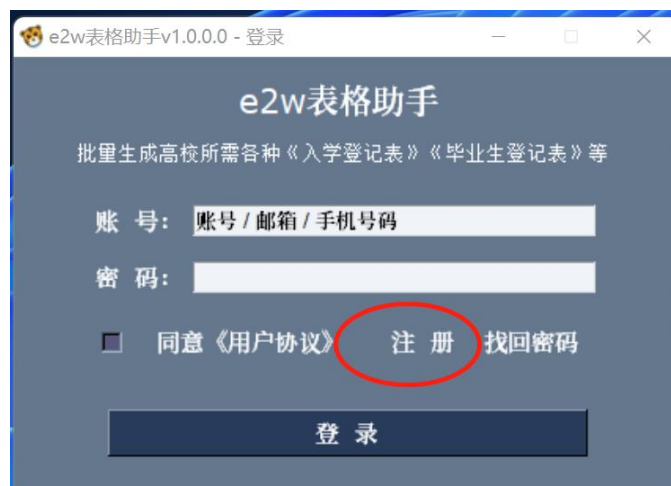 e2w表格助手v1.0.0.0 - 登录
e2w表格助手
批量生成高校所需各种《入学登记表》《毕业生登记表》等
账 号: 账号 / 邮箱 / 手机号码
密 码:
同意《用户协议》 注 册 找回密码
登 录